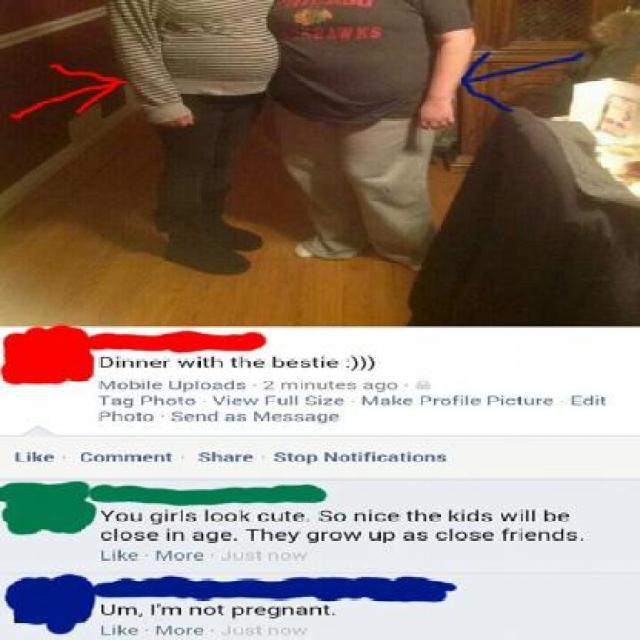 HAWKS
Dinner with the bestie :)))
Mobile Uploads · 2 minutes ago ·
Tag Photo · View Full Size · Make Profile Picture · Edit
Photo · Send as Message
Like · Comment · Share · Stop Notifications
You girls look cute. So nice the kids will be
close in age. They grow up as close friends.
Like · More · Just now
Um, I'm not pregnant.
Like · More · Just now